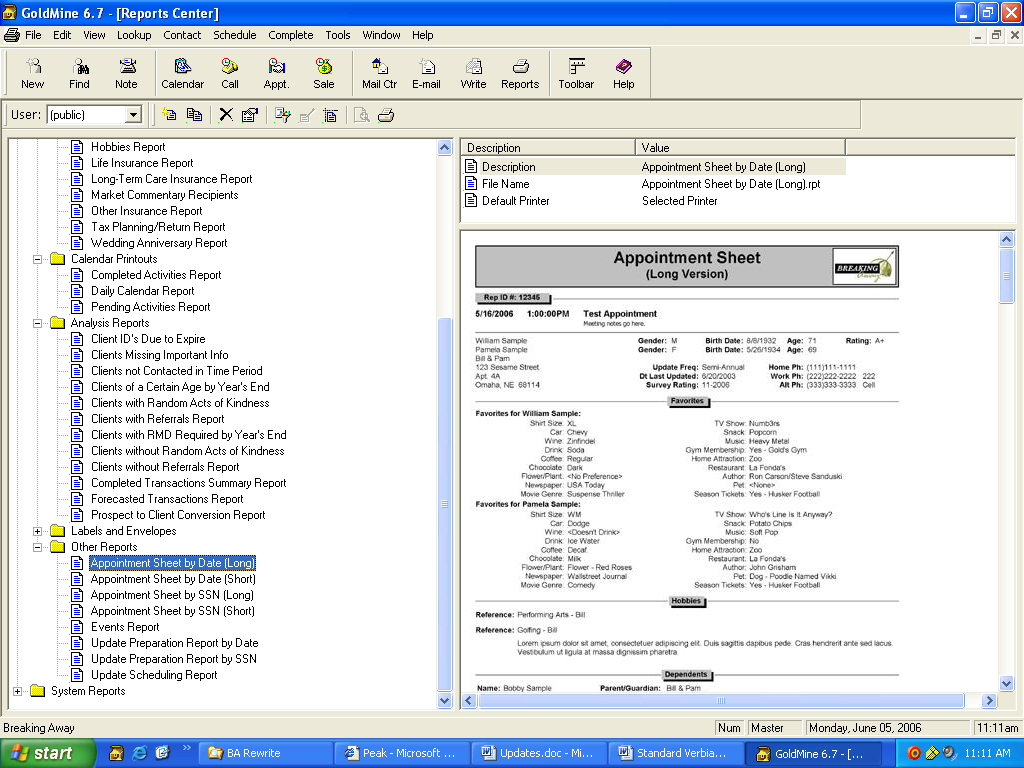 GoldMine 6.7 - [Reports Center]
File Edit View Lookup Contact Schedule Complete Tools Window Help
New Find Note Calendar Call Appt. Sale Mail Ctr E-mail Write Reports Toolbar Help
User: (public)
Hobbies Report
Life Insurance Report
Long-Term Care Insurance Report
Market Commentary Recipients
Other Insurance Report
Tax Planning/Return Report
Wedding Anniversary Report
Calendar Printouts
Completed Activities Report
Daily Calendar Report
Pending Activities Report
Analysis Reports
Client ID's Due to Expire
Clients Missing Important Info
Clients not Contacted in Time Period
Clients of a Certain Age by Year's End
Clients with Random Acts of Kindness
Clients with Referrals Report
Clients with RMD Required by Year's End
Clients without Random Acts of Kindness
Clients without Referrals Report
Completed Transactions Summary Report
Forecasted Transactions Report
Prospect to Client Conversion Report
Labels and Envelopes
Other Reports
Appointment Sheet by Date (Long)
Appointment Sheet by Date (Short)
Appointment Sheet by SSN (Long)
Appointment Sheet by SSN (Short)
Events Report
Update Preparation Report by Date
Update Preparation Report by SSN
Update Scheduling Report
System Reports
Description Value
Description Appointment Sheet by Date (Long)
File Name Appointment Sheet by Date (Long).rpt
Default Printer Selected Printer
Appointment Sheet
(Long Version)
BREAKING
Rep ID #: 12345
5/16/2006 1:00:00PM Test Appointment
Meeting notes go here.
William Sample Gender: M Birth Date: 8/8/1932 Age: 71 Rating: A+
Pamela Sample Gender: F Birth Date: 5/26/1934 Age: 69
Bill & Pam
123 Sesame Street Update Freq: Semi-Annual Home Ph: (111)111-1111
Apt. 4A Dt Last Updated: 6/20/2003 Work Ph: (222)222-2222 222
Omaha, NE 68114 Survey Rating: 11-2006 Alt Ph: (333)333-3333 Cell
Favorites
Favorites for William Sample:
Shirt Size: XL TV Show: Numb3rs
Car: Chevy Snack: Popcorn
Wine: Zinfindel Music: Heavy Metal
Drink: Soda Gym Membership: Yes - Gold's Gym
Coffee: Regular Home Attraction: Zoo
Chocolate: Dark Restaurant: La Fonda's
Flower/Plant: <No Preference> Author: Ron Carson/Steve Sanduski
Newspaper: USA Today Pet: <None>
Movie Genre: Suspense Thriller Season Tickets: Yes - Husker Football
Favorites for Pamela Sample:
Shirt Size: WM TV Show: Who's Line Is It Anyway?
Car: Dodge Snack: Potato Chips
Wine: <Doesn't Drink> Music: Soft Pop
Drink: Ice Water Gym Membership: No
Coffee: Decaf Home Attraction: Zoo
Chocolate: Milk Restaurant: La Fonda's
Flower/Plant: Flower - Red Roses Author: John Grisham
Newspaper: Wallstreet Journal Pet: Dog - Poodle Named Vikki
Movie Genre: Comedy Season Tickets: Yes - Husker Football
Hobbies
Reference: Performing Arts - Bill
Reference: Golfing - Bill
Lorem ipsum dolor sit amet, consectetuer adipiscing elit. Duis sagittis dapibus pede. Cras hendrerit ante sed lacus.
Vestibulum ut ligula at massa dignissim pharetra.
Dependents
Name: Bobby Sample Parent/Guardian: Bill & Pam
Breaking Away Num Master Monday, June 05, 2006 11:11am
start BA Rewrite Peak - Microsoft ... Updates.doc - Mi... Standard Verbia... GoldMine 6.7 - [... 11:11 AM